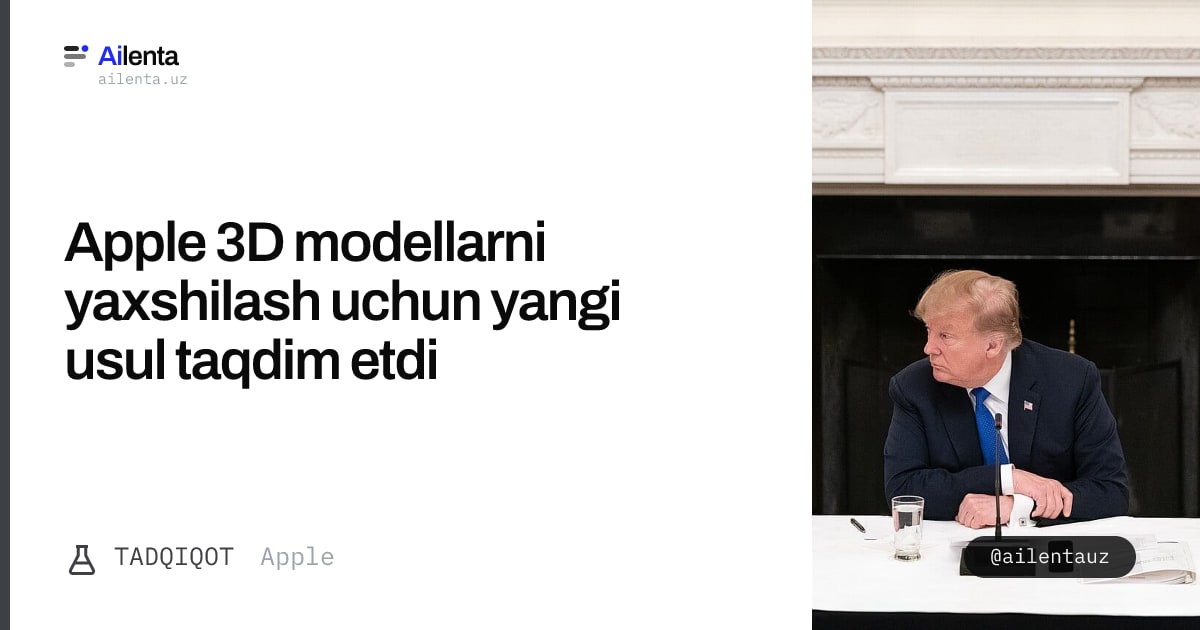 Ailenta
ailenta.uz
Apple 3D modellarni
yaxshilash uchun yangi
usul taqdim etdi
TADQIQOT Apple
@ailentauz